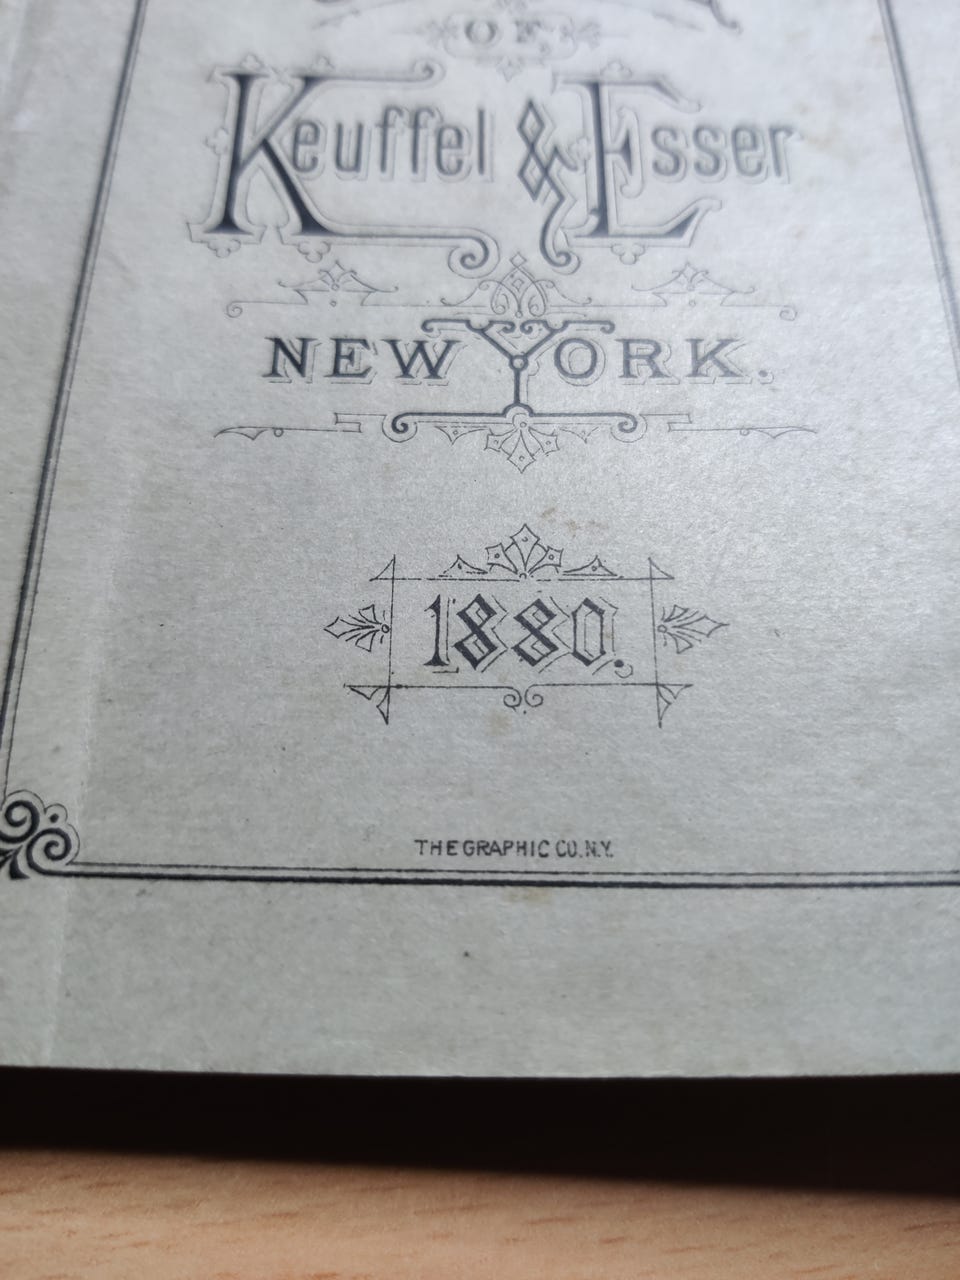 OF
Keuffel & Esser
NEW YORK.
1880.
THE GRAPHIC CO. N.Y.